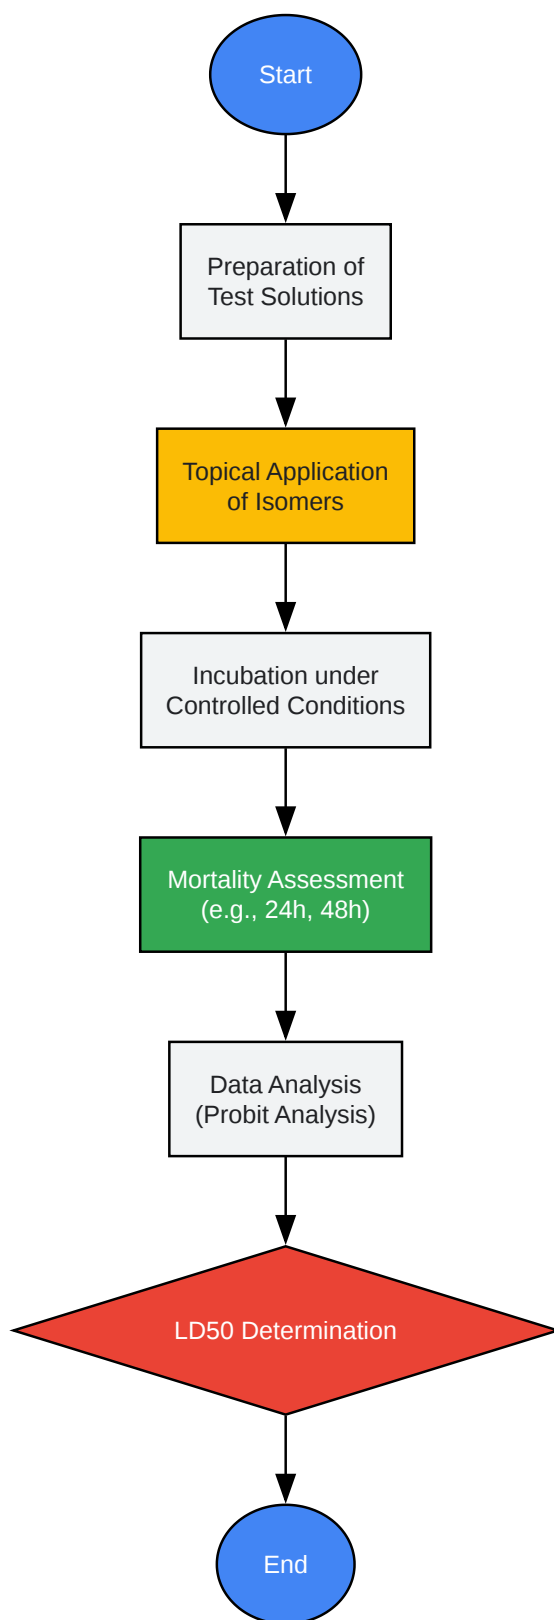 Start
Preparation of
Test Solutions
Topical Application
of Isomers
Incubation under
Controlled Conditions
Mortality Assessment
(e.g., 24h, 48h)
Data Analysis
(Probit Analysis)
LD50 Determination
End